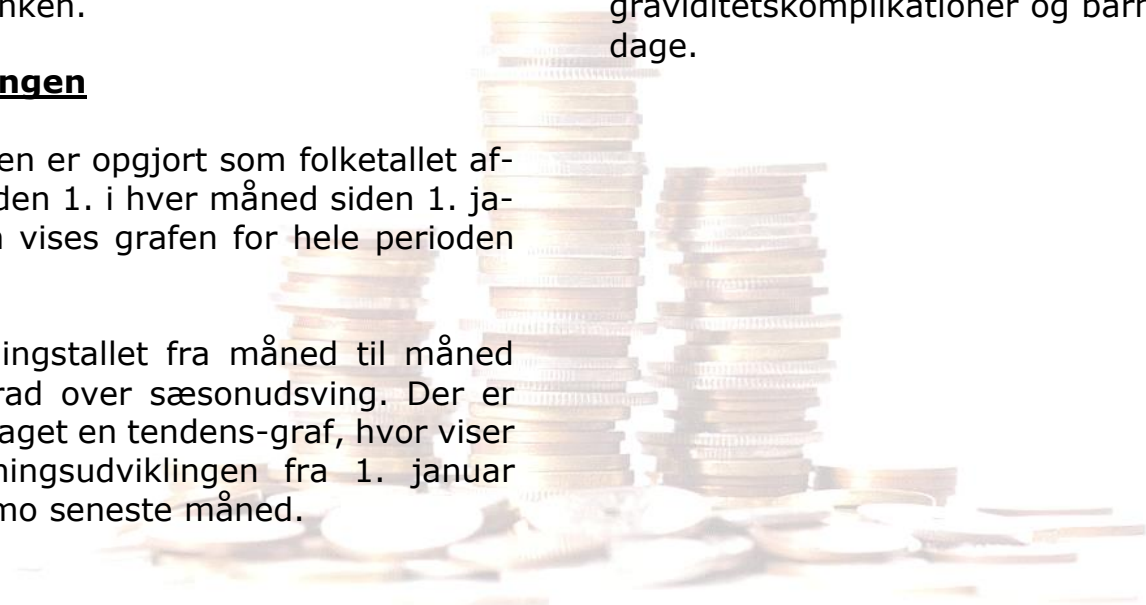 nken.
ngen
en er opgjort som folketallet af-
den 1. i hver måned siden 1. ja-
vises grafen for hele perioden
ingstallet fra måned til måned
rad over sæsonudsving. Der er
aget en tendens-graf, hvor viser
ningsudviklingen fra 1. januar
mo seneste måned.
graviditetskomplikationer og barn
dage.